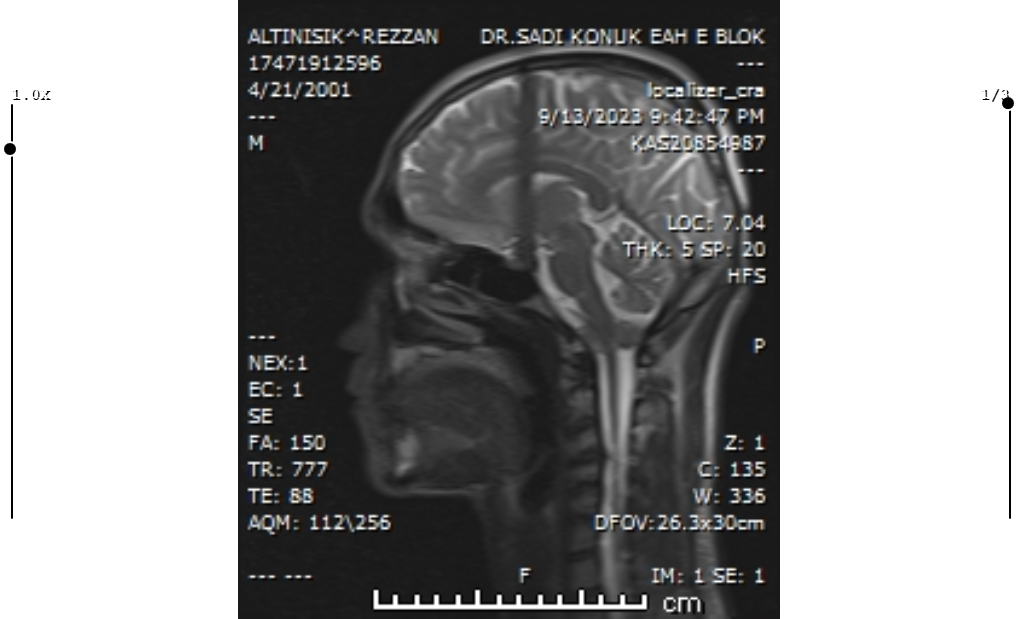 1.0x
1/3
ALTINISIK^REZZAN
17471912596
4/21/2001
---
M
DR.SADI KONUK EAH E BLOK
---
localizer_cra
9/13/2023 9:42:47 PM
KAS20854987
---
LOC: 7.04
THK: 5 SP: 20
HFS
P
---
NEX:1
EC: 1
SE
FA: 150
TR: 777
TE: 88
AQM: 112\256
--- ---
Z: 1
C: 135
W: 336
DFOV:26.3x30cm
F
IM: 1 SE: 1
cm